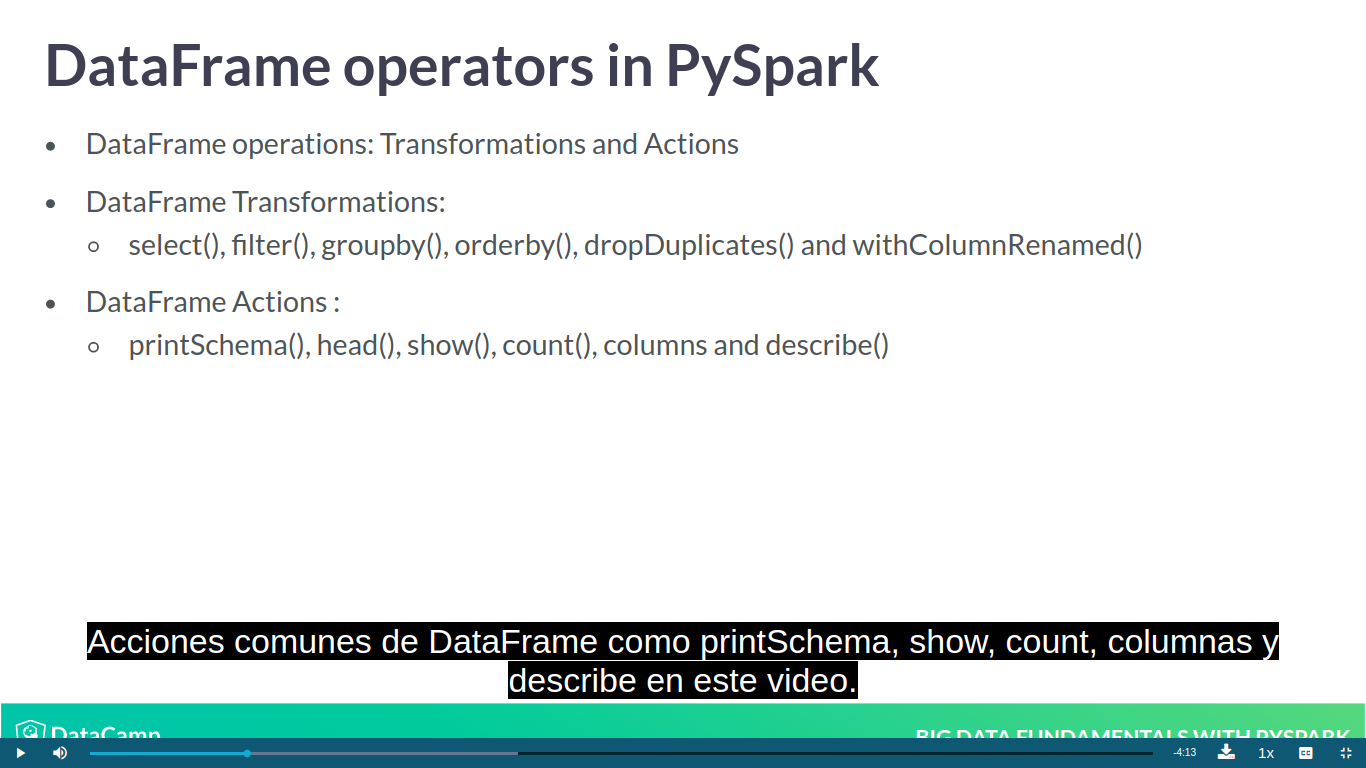 DataFrame operators in PySpark
DataFrame operations: Transformations and Actions
DataFrame Transformations:
select(), filter(), groupby(), orderby(), dropDuplicates() and withColumnRenamed()
DataFrame Actions :
printSchema(), head(), show(), count(), columns and describe()
Acciones comunes de DataFrame como printSchema, show, count, columnas y
describe en este video.
DataCamp
BIG DATA FUNDAMENTALS WITH PYSPARK
-4:13
1x
CC